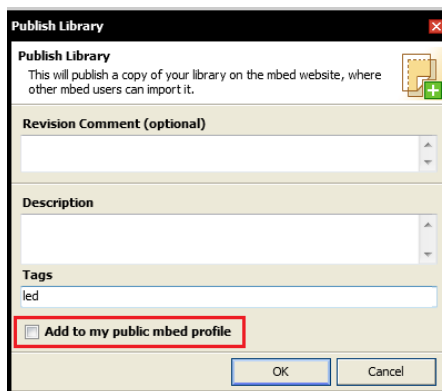 Publish Library
Publish Library
This will publish a copy of your library on the mbed website, where
other mbed users can import it.
Revision Comment (optional)
Description
Tags
led
Add to my public mbed profile
OK
Cancel